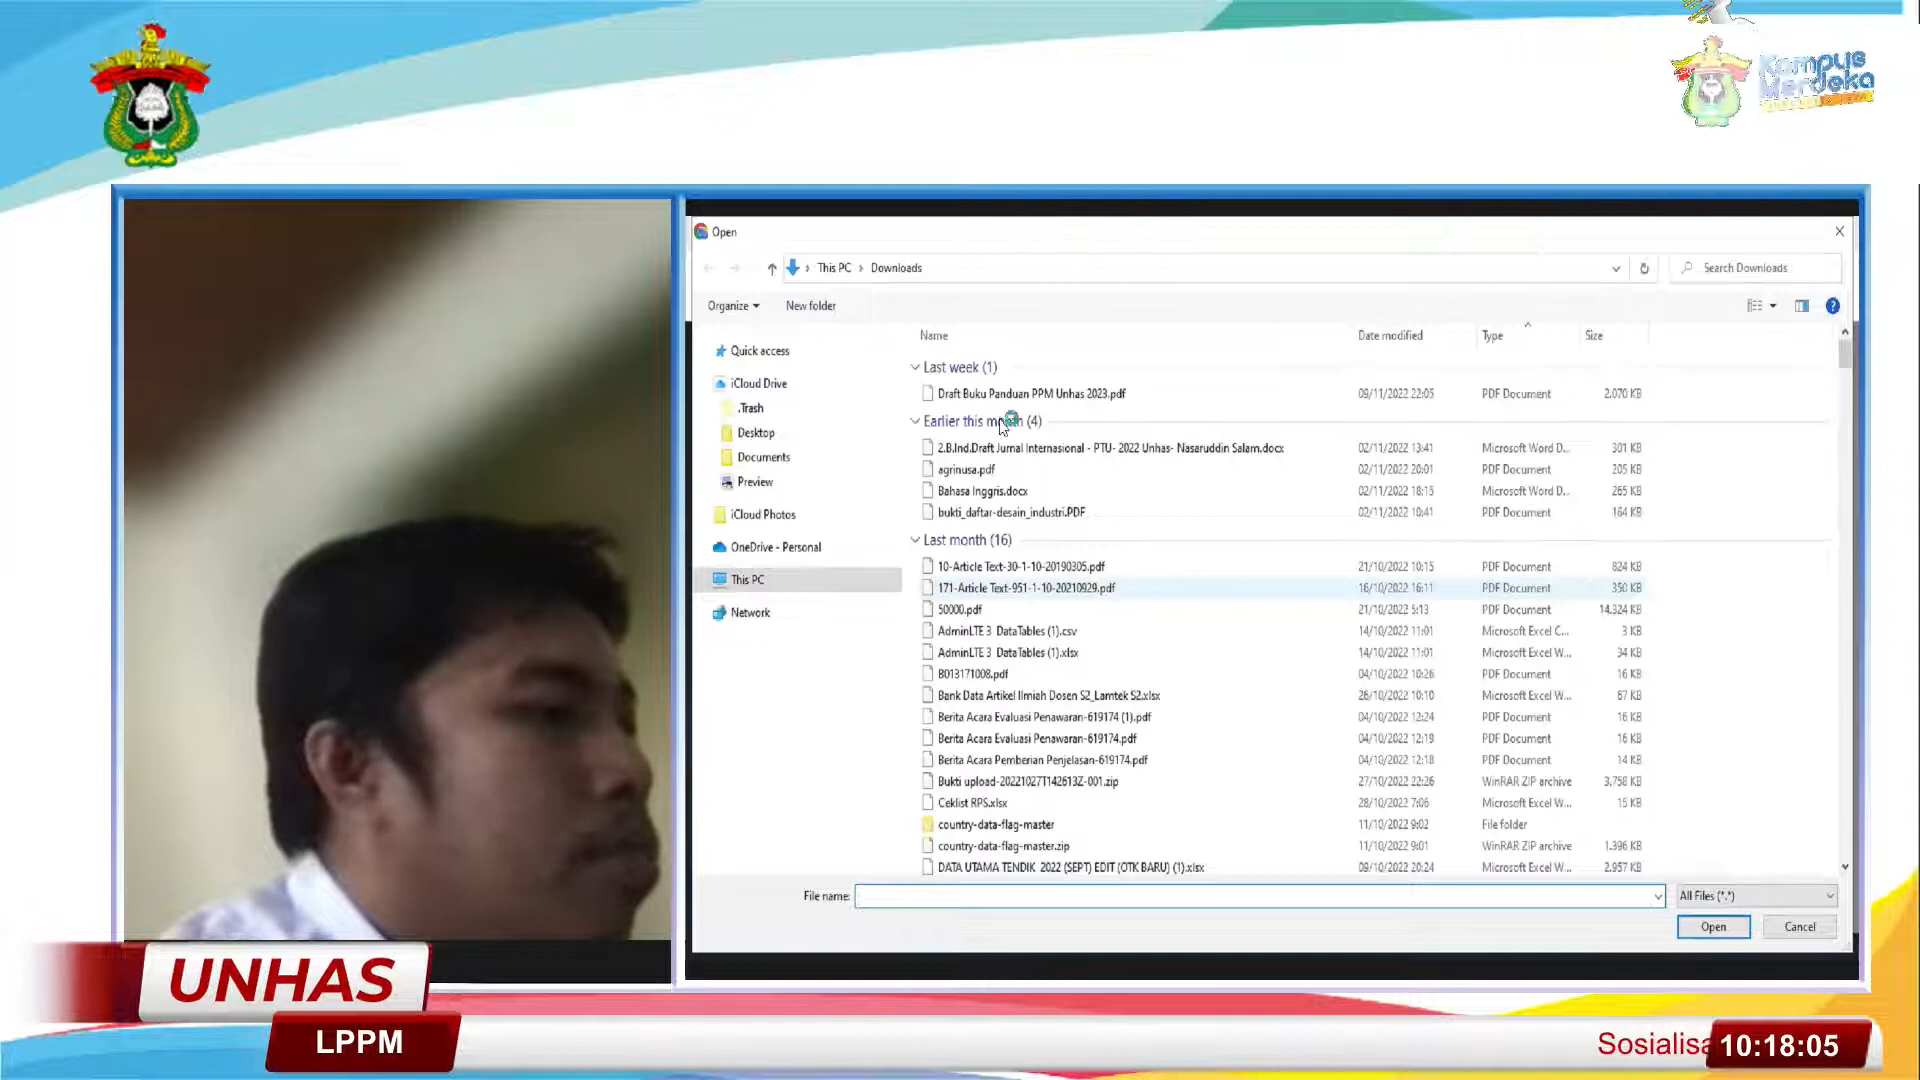 Kampus
Merdeka
Open
This PC > Downloads
Search Downloads
Organize
New folder
Name Date modified Type Size
Quick access
iCloud Drive
.Trash
Desktop
Documents
Preview
iCloud Photos
OneDrive - Personal
This PC
Network
Last week (1)
Draft Buku Panduan PPM Unhas 2023.pdf 09/11/2022 22:05 PDF Document 2.070 KB
Earlier this month (4)
2.B.Ind.Draft Jurnal Internasional - PTU- 2022 Unhas- Nasaruddin Salam.docx 02/11/2022 13:41 Microsoft Word D... 301 KB
agrinusa.pdf 02/11/2022 20:01 PDF Document 205 KB
Bahasa Inggris.docx 02/11/2022 18:15 Microsoft Word D... 265 KB
bukti_daftar-desain_industri.PDF 02/11/2022 10:41 PDF Document 164 KB
Last month (16)
10-Article Text-30-1-10-20190305.pdf 21/10/2022 10:15 PDF Document 824 KB
171-Article Text-951-1-10-20210929.pdf 16/10/2022 16:11 PDF Document 350 KB
50000.pdf 21/10/2022 5:13 PDF Document 14.324 KB
AdminLTE 3 DataTables (1).csv 14/10/2022 11:01 Microsoft Excel C... 3 KB
AdminLTE 3 DataTables (1).xlsx 14/10/2022 11:01 Microsoft Excel W... 34 KB
B013171008.pdf 04/10/2022 10:26 PDF Document 16 KB
Bank Data Artikel Ilmiah Dosen S2_Lamtek S2.xlsx 26/10/2022 10:10 Microsoft Excel W... 67 KB
Berita Acara Evaluasi Penawaran-619174 (1).pdf 04/10/2022 12:24 PDF Document 16 KB
Berita Acara Evaluasi Penawaran-619174.pdf 04/10/2022 12:19 PDF Document 16 KB
Berita Acara Pemberian Penjelasan-619174.pdf 04/10/2022 12:18 PDF Document 14 KB
Bukti upload-20221027T142613Z-001.zip 27/10/2022 22:26 WinRAR ZIP archive 3.758 KB
Ceklist RPS.xlsx 28/10/2022 7:06 Microsoft Excel W... 15 KB
country-data-flag-master 11/10/2022 9:02 File folder
country-data-flag-master.zip 11/10/2022 9:01 WinRAR ZIP archive 1.396 KB
DATA UTAMA TENDIK 2022 (SEPT) EDIT (OTK BARU) (1).xlsx 09/10/2022 20:24 Microsoft Excel W... 2.957 KB
File name:
All Files (*.*)
Open
Cancel
UNHAS
LPPM
Sosialisa
10:18:05